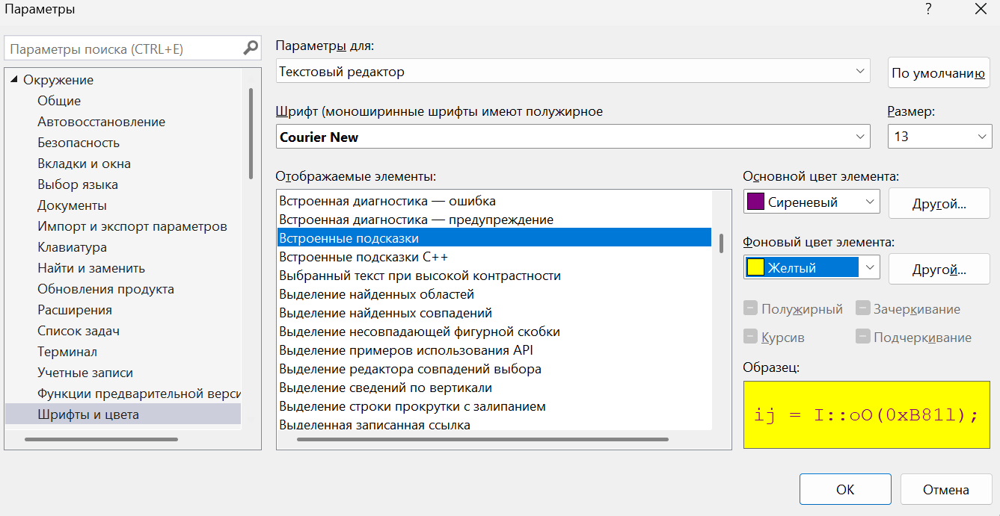 Параметры
?
Параметры поиска (CTRL+E)
Окружение
Общие
Автовосстановление
Безопасность
Вкладки и окна
Выбор языка
Документы
Импорт и экспорт параметров
Клавиатура
Найти и заменить
Обновления продукта
Расширения
Список задач
Терминал
Учетные записи
Функции предварительной верси
Шрифты и цвета
Параметры для:
Текстовый редактор
По умолчанию
Шрифт (моноширинные шрифты имеют полужирное
Размер:
Courier New
13
Отображаемые элементы:
Встроенная диагностика — ошибка
Встроенная диагностика — предупреждение
Встроенные подсказки
Встроенные подсказки C++
Выбранный текст при высокой контрастности
Выделение найденных областей
Выделение найденных совпадений
Выделение несовпадающей фигурной скобки
Выделение примеров использования API
Выделение редактора совпадений выбора
Выделение сведений по вертикали
Выделение строки прокрутки с залипанием
Выделенная записанная ссылка
Основной цвет элемента:
Сиреневый
Другой...
Фоновый цвет элемента:
Желтый
Другой...
Полужирный
Зачеркивание
Курсив
Подчеркивание
Образец:
ij = I::oO(0xB81l);
ОК
Отмена